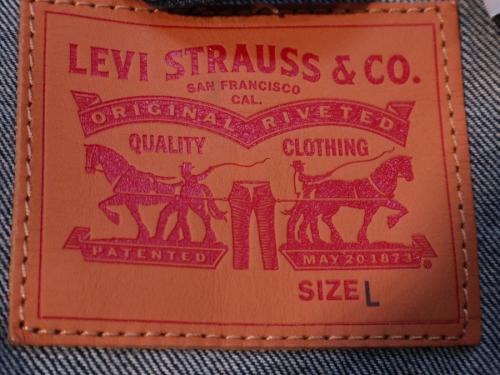 LEVI STRAUSS & CO.
SAN FRANCISCO
CAL.
ORIGINAL RIVETED
QUALITY CLOTHING
PATENTED MAY 20 1873
®
SIZE L